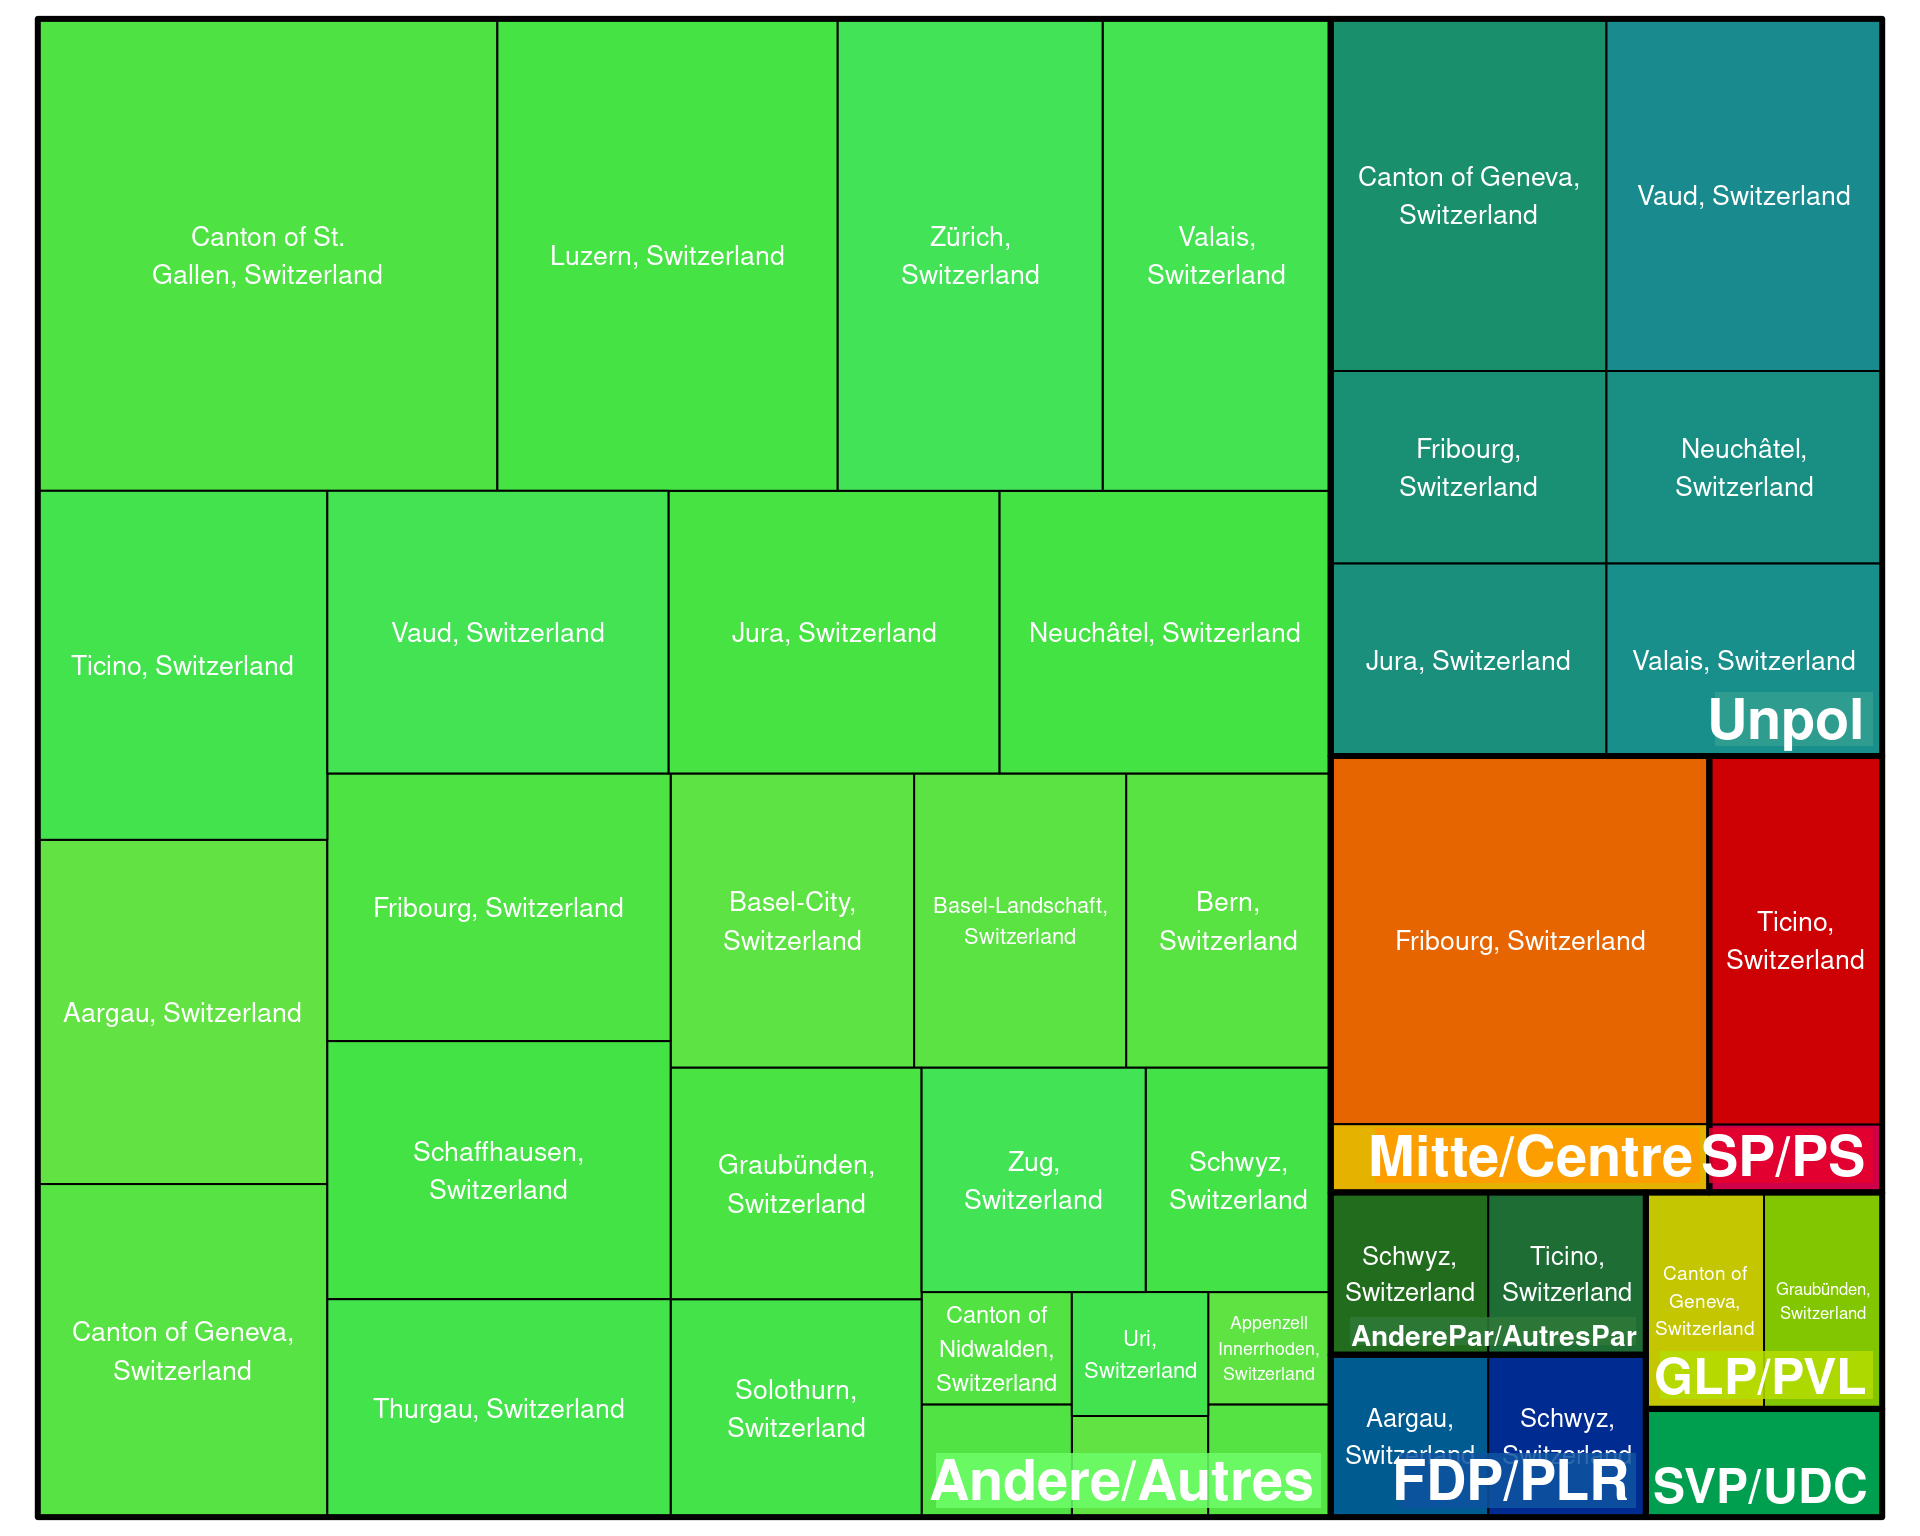 Canton of St.
Gallen, Switzerland
Luzern, Switzerland
Zürich,
Switzerland
Valais,
Switzerland
Ticino, Switzerland
Vaud, Switzerland
Jura, Switzerland
Neuchâtel, Switzerland
Aargau, Switzerland
Fribourg, Switzerland
Basel-City,
Switzerland
Basel-Landschaft,
Switzerland
Bern,
Switzerland
Canton of Geneva,
Switzerland
Schaffhausen,
Switzerland
Graubünden,
Switzerland
Zug,
Switzerland
Schwyz,
Switzerland
Thurgau, Switzerland
Solothurn,
Switzerland
Canton of
Nidwalden,
Switzerland
Uri,
Switzerland
Appenzell
Innerrhoden,
Switzerland
Andere/Autres
Canton of Geneva,
Switzerland
Vaud, Switzerland
Fribourg,
Switzerland
Neuchâtel,
Switzerland
Jura, Switzerland
Valais, Switzerland
Unpol
Fribourg, Switzerland
Mitte/Centre
Ticino,
Switzerland
SP/PS
Schwyz,
Switzerland
Ticino,
Switzerland
AnderePar/AutresPar
Canton of
Geneva,
Switzerland
Graubünden,
Switzerland
GLP/PVL
Aargau,
Switzerland
Schwyz,
Switzerland
FDP/PLR
SVP/UDC